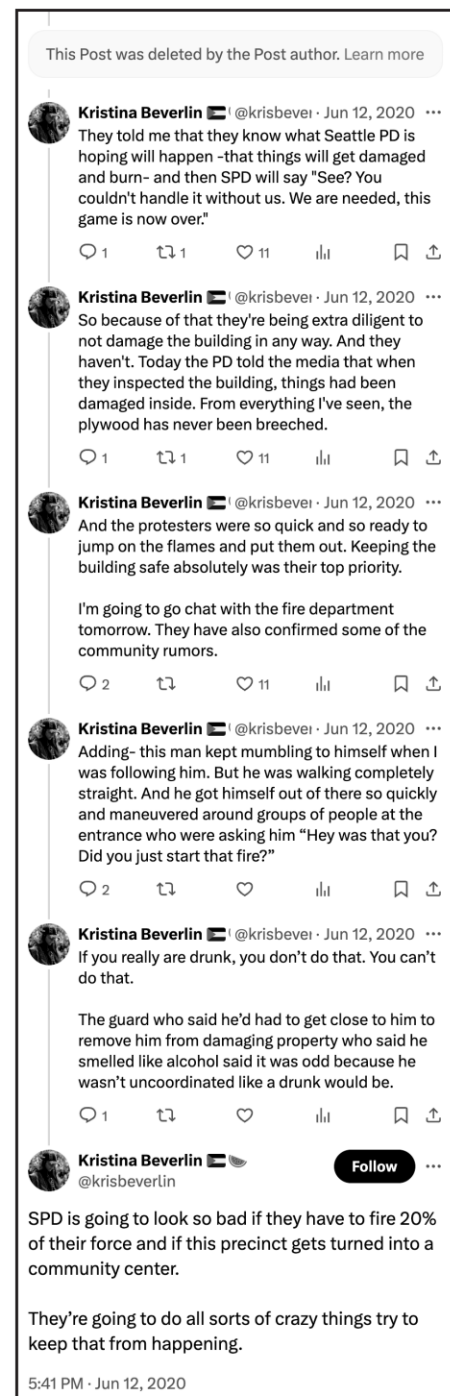 This Post was deleted by the Post author. Learn more
Kristina Beverlin @krisbever · Jun 12, 2020 ···
They told me that they know what Seattle PD is
hoping will happen -that things will get damaged
and burn- and then SPD will say "See? You
couldn't handle it without us. We are needed, this
game is now over."
1 1 11
Kristina Beverlin @krisbever · Jun 12, 2020 ···
So because of that they're being extra diligent to
not damage the building in any way. And they
haven't. Today the PD told the media that when
they inspected the building, things had been
damaged inside. From everything I've seen, the
plywood has never been breeched.
1 1 11
Kristina Beverlin @krisbever · Jun 12, 2020 ···
And the protesters were so quick and so ready to
jump on the flames and put them out. Keeping the
building safe absolutely was their top priority.
I'm going to go chat with the fire department
tomorrow. They have also confirmed some of the
community rumors.
2 11
Kristina Beverlin @krisbever · Jun 12, 2020 ···
Adding- this man kept mumbling to himself when I
was following him. But he was walking completely
straight. And he got himself out of there so quickly
and maneuvered around groups of people at the
entrance who were asking him “Hey was that you?
Did you just start that fire?”
2
Kristina Beverlin @krisbever · Jun 12, 2020 ···
If you really are drunk, you don’t do that. You can’t
do that.
The guard who said he’d had to get close to him to
remove him from damaging property who said he
smelled like alcohol said it was odd because he
wasn’t uncoordinated like a drunk would be.
1
Kristina Beverlin
Follow ···
@krisbeverlin
SPD is going to look so bad if they have to fire 20%
of their force and if this precinct gets turned into a
community center.
They’re going to do all sorts of crazy things try to
keep that from happening.
5:41 PM · Jun 12, 2020